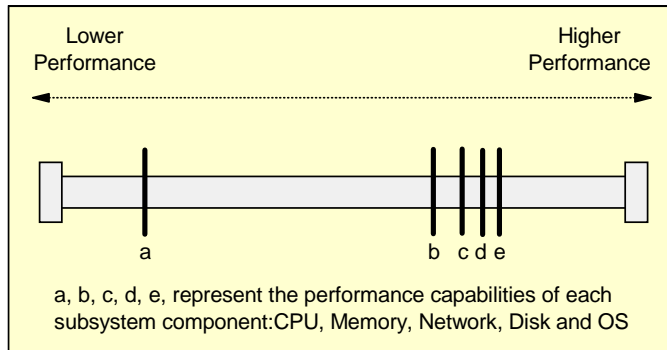 Lower Higher
Performance Performance
a b c d e
a, b, c, d, e, represent the performance capabilities of each
subsystem component:CPU, Memory, Network, Disk and OS